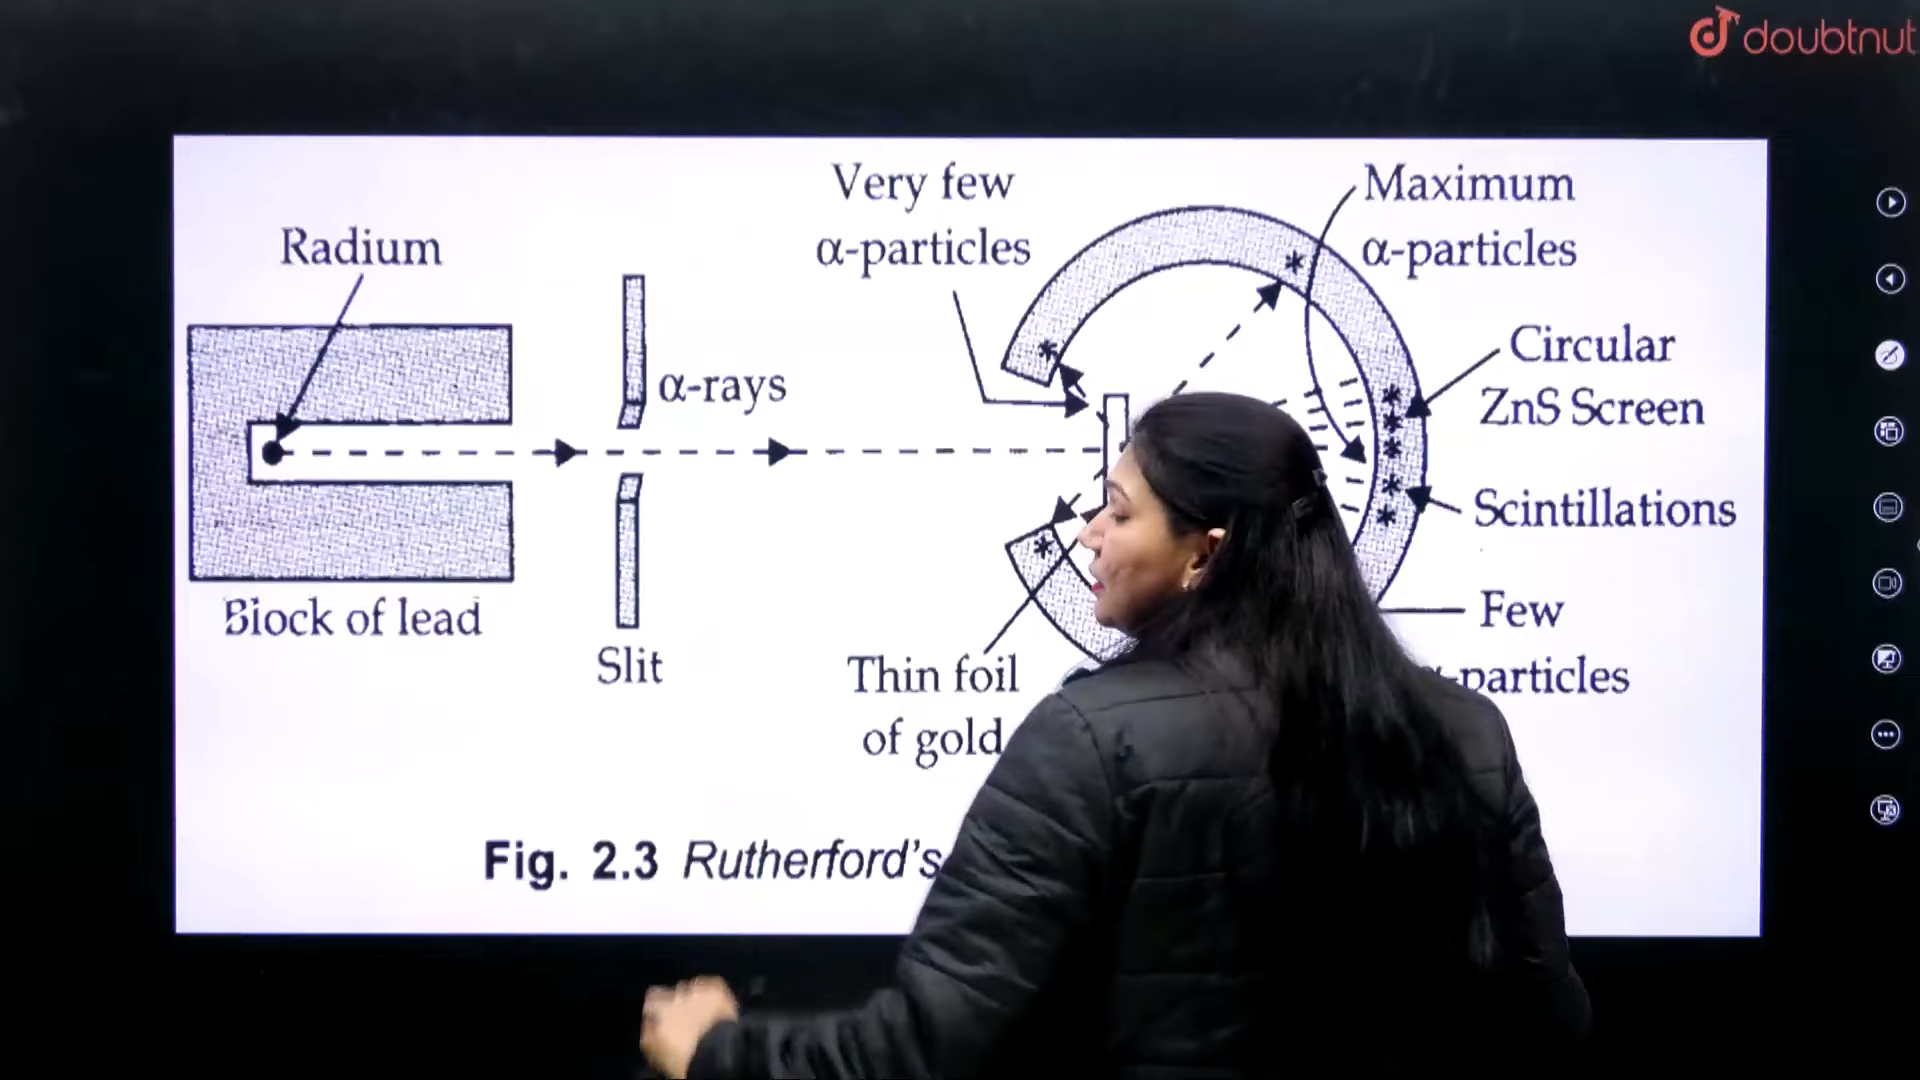 doubtnut
Very few
α-particles
Maximum
α-particles
Radium
Circular
ZnS Screen
α-rays
Scintillations
Block of lead
Few
-particles
Slit
Thin foil
of gold
Fig. 2.3 Rutherford's